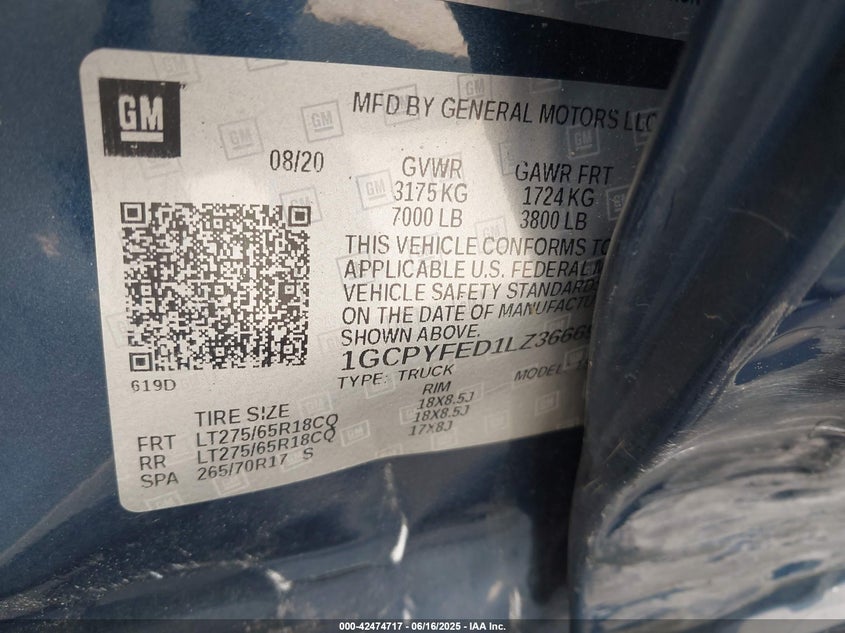 GM
MFD BY GENERAL MOTORS LLC
08/20
GVWR
3175 KG
7000 LB
GAWR FRT
1724 KG
3800 LB
THIS VEHICLE CONFORMS TO
APPLICABLE U.S. FEDERAL M
VEHICLE SAFETY STANDARD
ON THE DATE OF MANUFACTU
SHOWN ABOVE.
1GCPYFED1LZ3666
TYPE: TRUCK
MODEL:
619D
TIRE SIZE
RIM
FRT LT275/65R18CQ 18X8.5J
RR LT275/65R18CQ 18X8.5J
SPA 265/70R17 S 17X8J
000-42474717 - 06/16/2025 - IAA Inc.